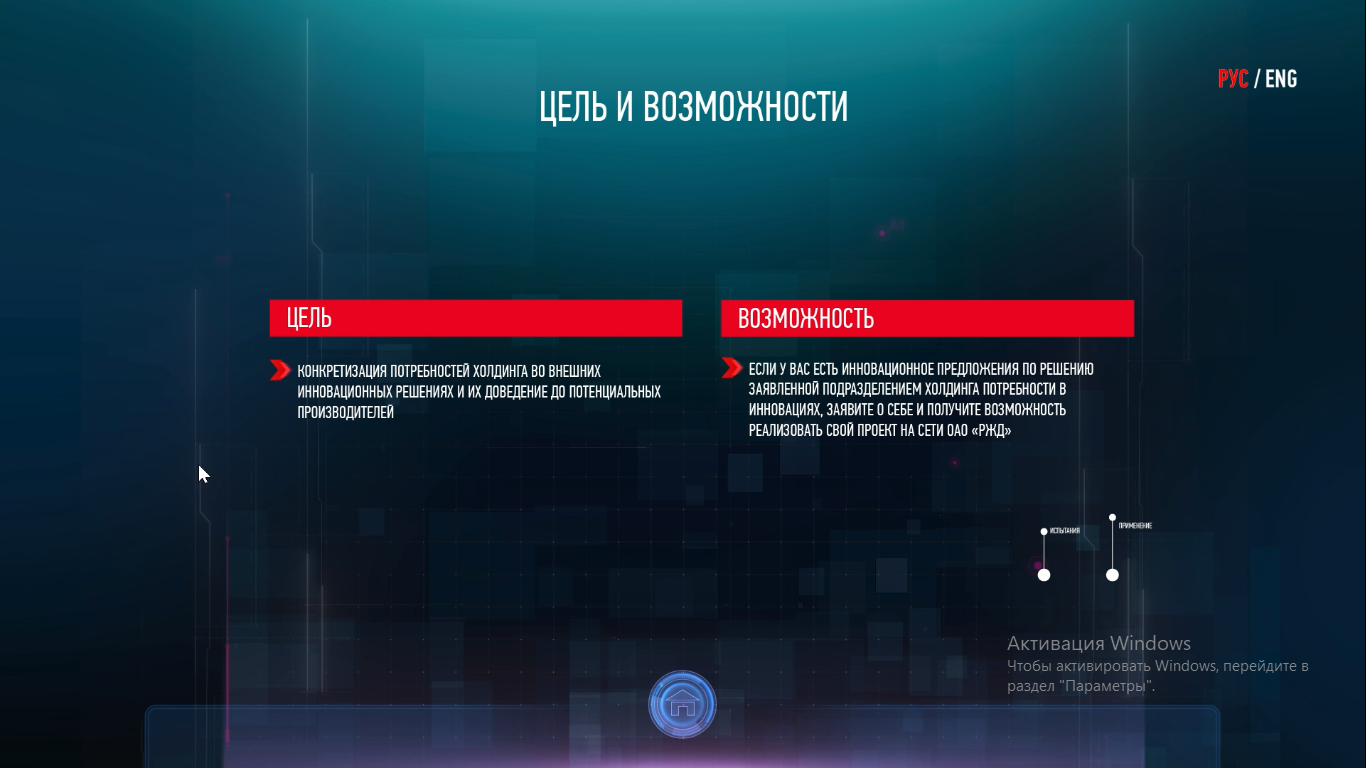 РУС / ENG
ЦЕЛЬ И ВОЗМОЖНОСТИ
ЦЕЛЬ
КОНКРЕТИЗАЦИЯ ПОТРЕБНОСТЕЙ ХОЛДИНГА ВО ВНЕШНИХ
ИННОВАЦИОННЫХ РЕШЕНИЯХ И ИХ ДОВЕДЕНИЕ ДО ПОТЕНЦИАЛЬНЫХ
ПРОИЗВОДИТЕЛЕЙ
ВОЗМОЖНОСТЬ
ЕСЛИ У ВАС ЕСТЬ ИННОВАЦИОННОЕ ПРЕДЛОЖЕНИЯ ПО РЕШЕНИЮ
ЗАЯВЛЕННОЙ ПОДРАЗДЕЛЕНИЕМ ХОЛДИНГА ПОТРЕБНОСТИ В
ИННОВАЦИЯХ, ЗАЯВИТЕ О СЕБЕ И ПОЛУЧИТЕ ВОЗМОЖНОСТЬ
РЕАЛИЗОВАТЬ СВОЙ ПРОЕКТ НА СЕТИ ОАО «РЖД»
ИСПЫТАНИЯ
ПРИМЕНЕНИЕ
Активация Windows
Чтобы активировать Windows, перейдите в
раздел "Параметры".